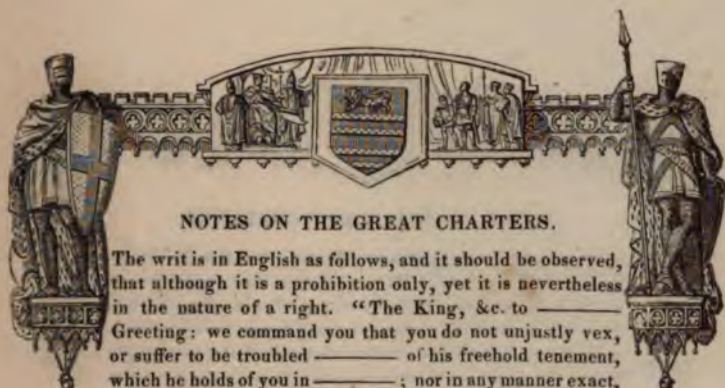 NOTES ON THE GREAT CHARTERS.
The writ is in English as follows, and it should be observed,
that although it is a prohibition only, yet it is nevertheless
in the nature of a right. “The King, &c. to ———
Greeting: we command you that you do not unjustly vex,
or suffer to be troubled ——— of his freehold tenement,
which he holds of you in ——— ; nor in any manner exact,